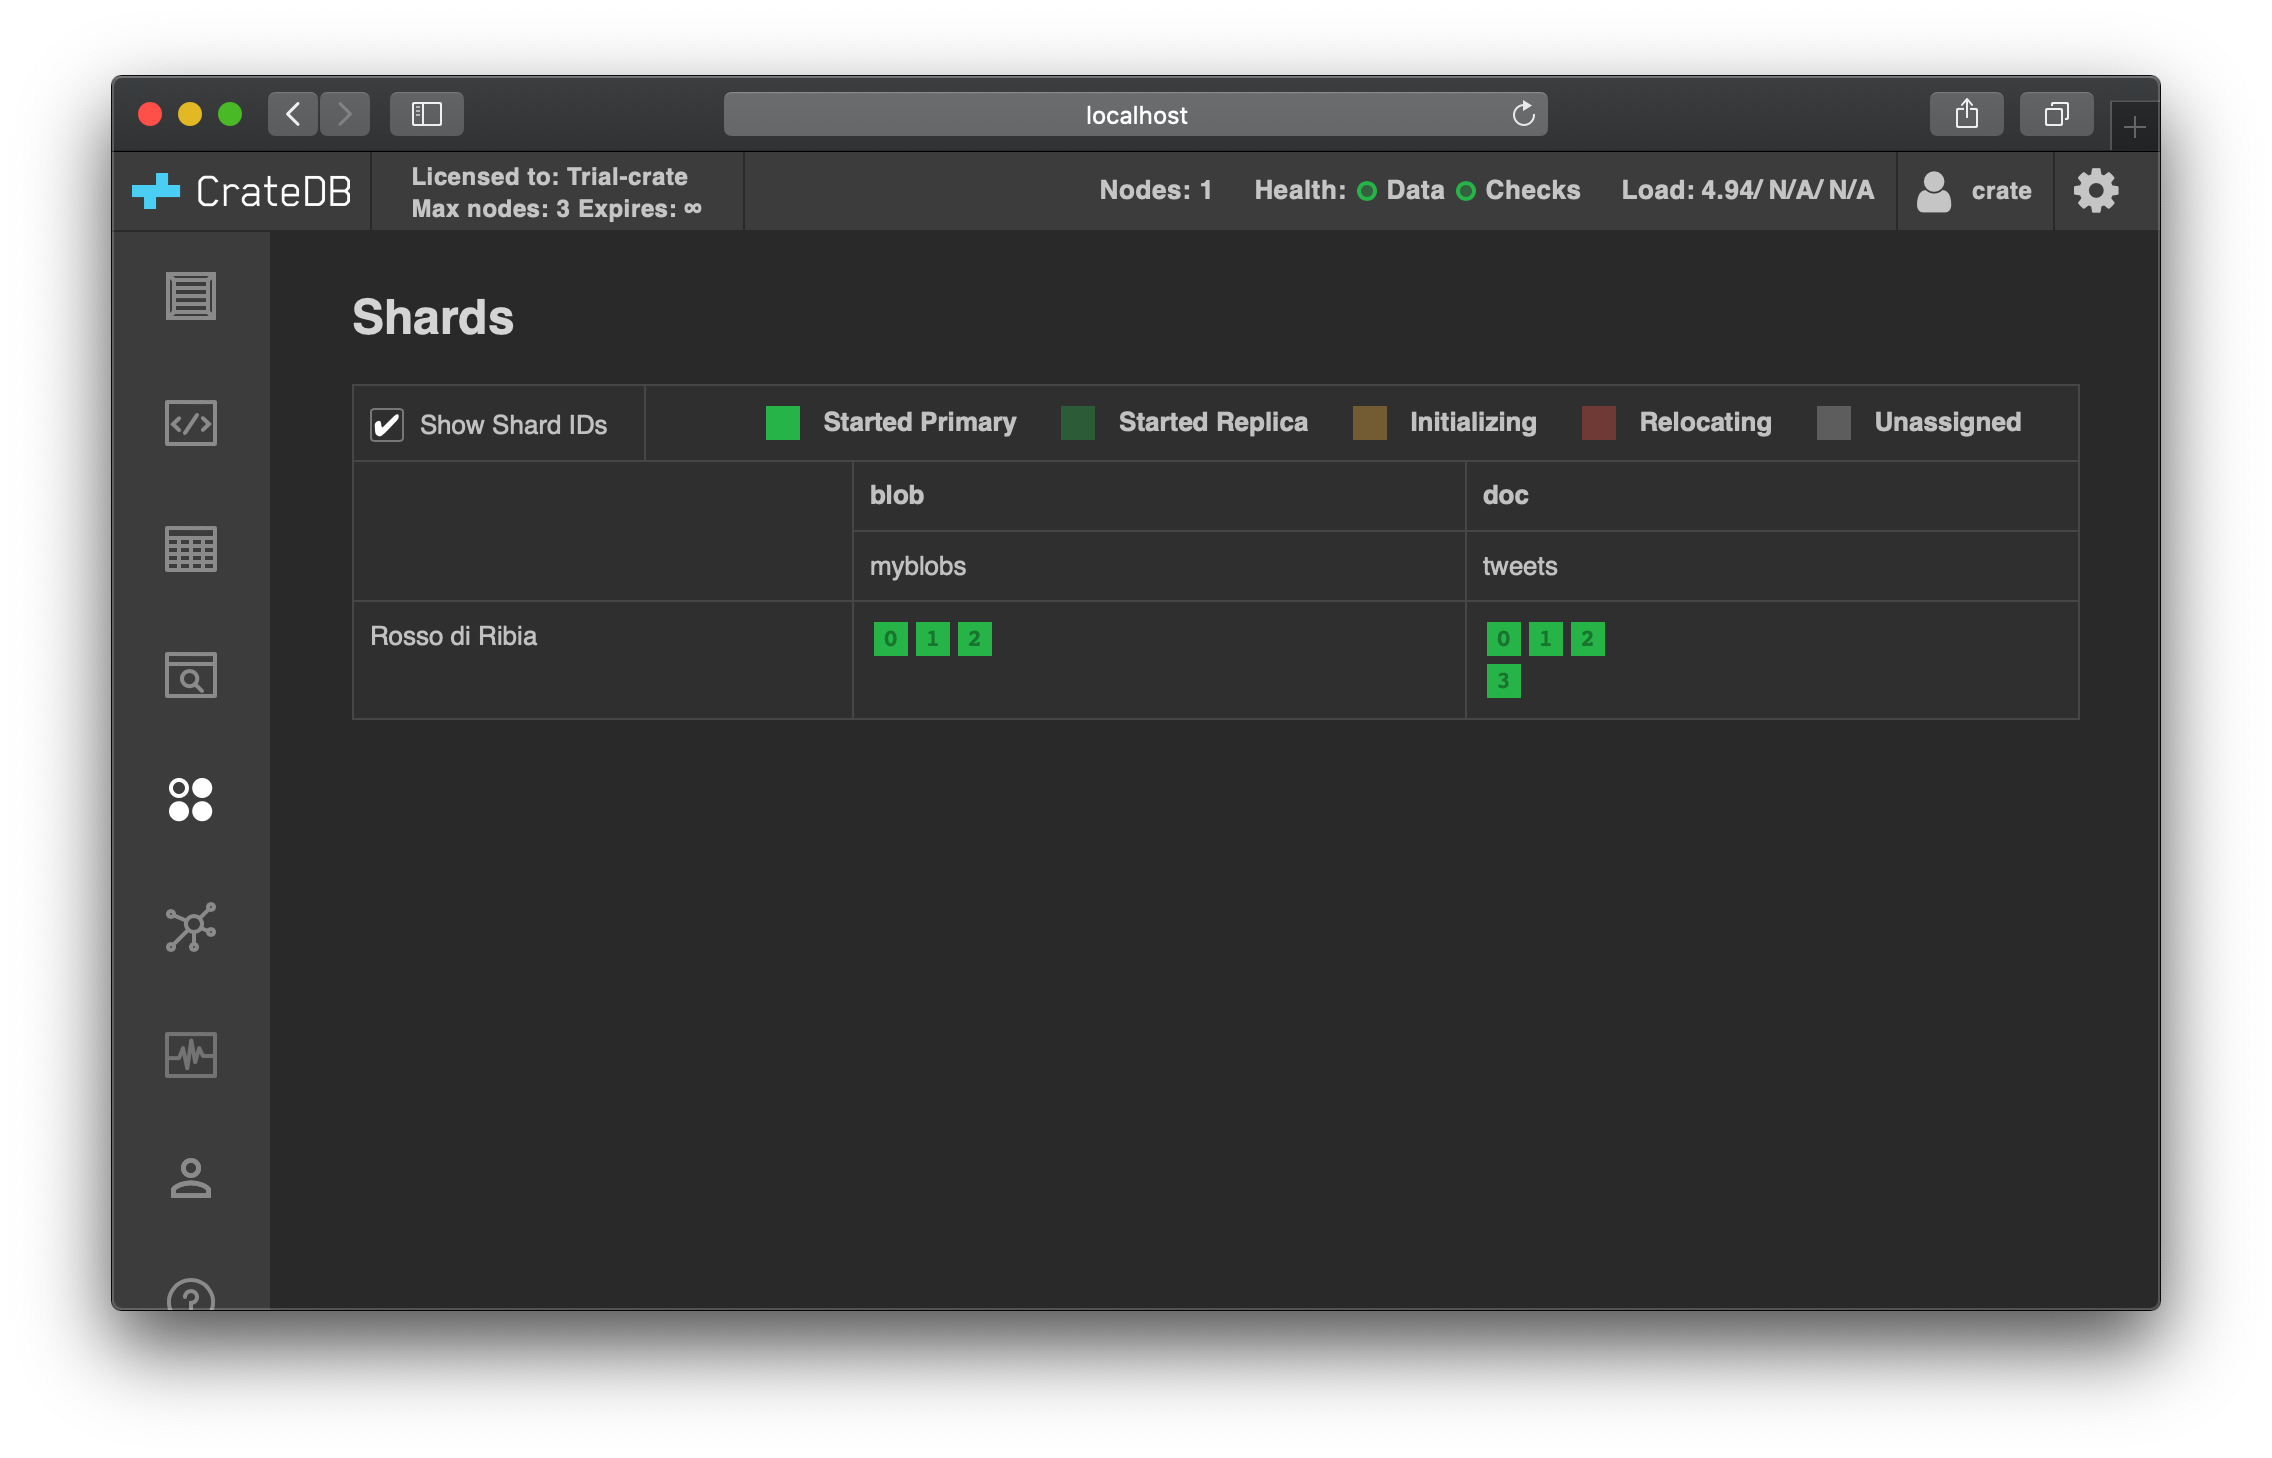 localhost
CrateDB
Licensed to: Trial-crate
Max nodes: 3 Expires: ∞
Nodes: 1 Health: Data Checks Load: 4.94/ N/A/ N/A
crate
Shards
✔ Show Shard IDs
Started Primary Started Replica Initializing Relocating Unassigned
blob doc
myblobs tweets
Rosso di Ribia 0 1 2 0 1 2
3
?